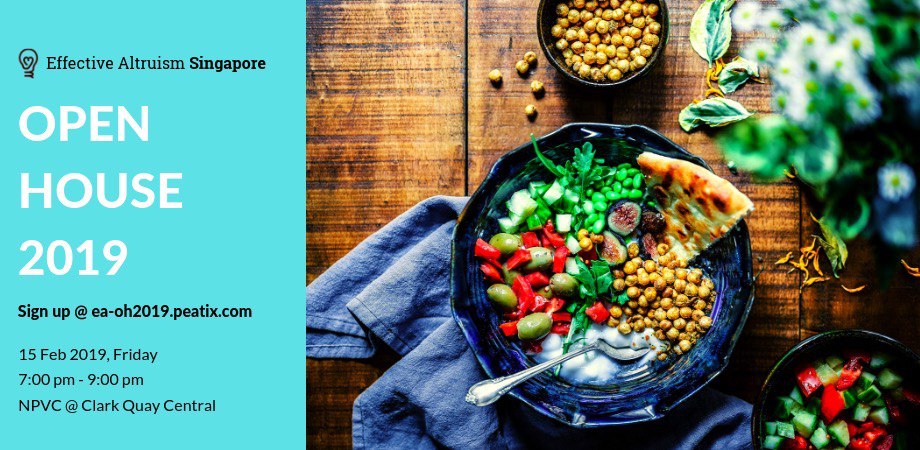 Effective Altruism Singapore
OPEN
HOUSE
2019
Sign up @ ea-oh2019.peatix.com
15 Feb 2019, Friday
7:00 pm - 9:00 pm
NPVC @ Clark Quay Central